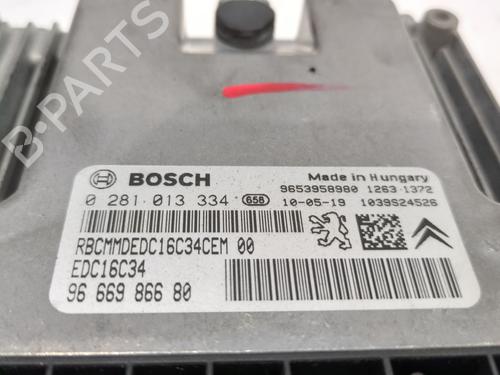 B-PARTS
BOSCH
Made in Hungary
9653958980 1263 1372
0 281 013 334 658 10-05-19 1039S24526
RBCMMDEDC16C34CEM 00
EDC16C34
96 669 866 80